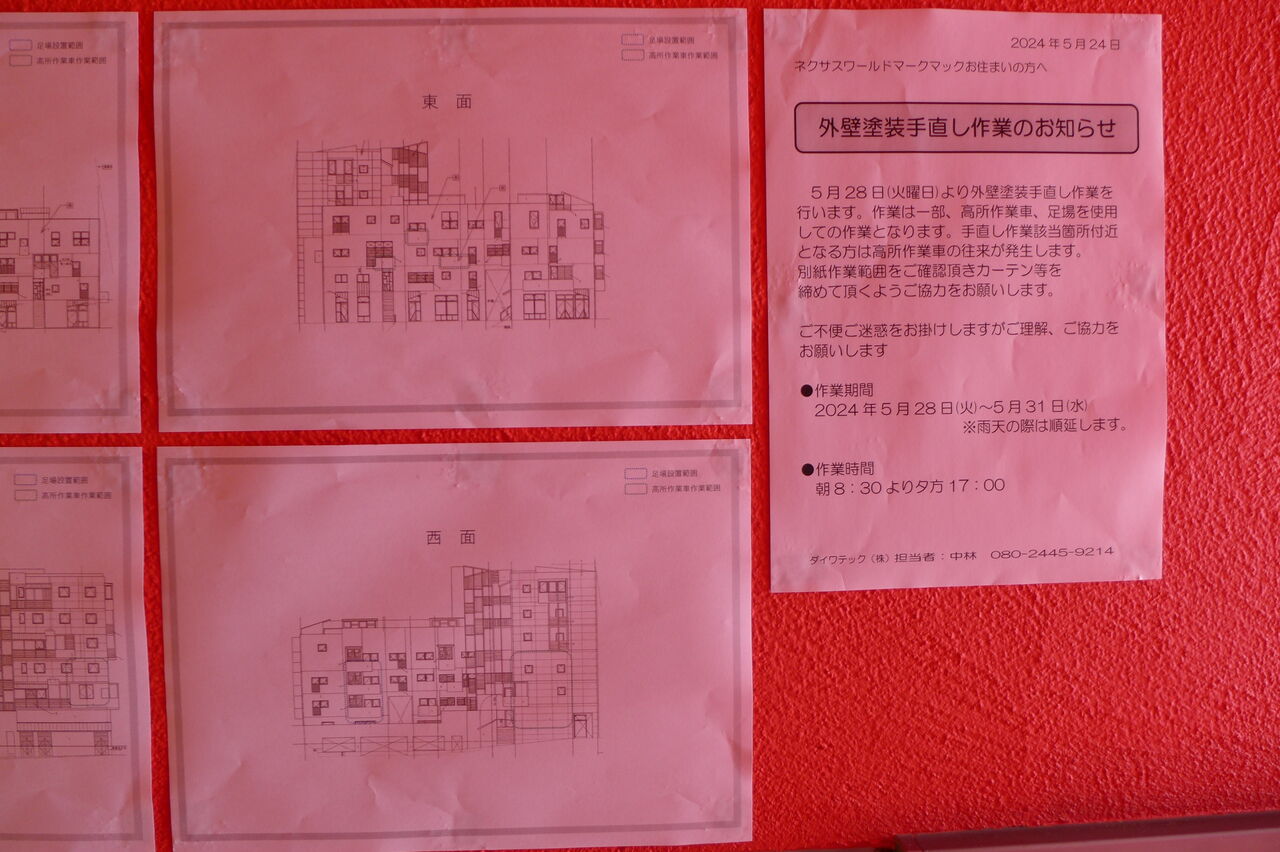 足場設置範囲
高所作業車作業範囲
足場設置範囲
高所作業車作業範囲
東 面
足場設置範囲
高所作業車作業範囲
足場設置範囲
高所作業車作業範囲
西 面
2024年5月24日
ネクサスワールドマークマックお住まいの方へ
外壁塗装手直し作業のお知らせ
5月28日(火曜日)より外壁塗装手直し作業を
行います。作業は一部、高所作業車、足場を使用
しての作業となります。手直し作業該当箇所付近
となる方は高所作業車の往来が発生します。
別紙作業範囲をご確認頂きカーテン等を
締めて頂くようご協力をお願いします。
ご不便ご迷惑をお掛けしますがご理解、ご協力を
お願いします
●作業期間
2024年5月28日(火)～5月31日(水)
※雨天の際は順延します。
●作業時間
朝8：30より夕方17：00
ダイワテック（株）担当者：中林 080-2445-9214